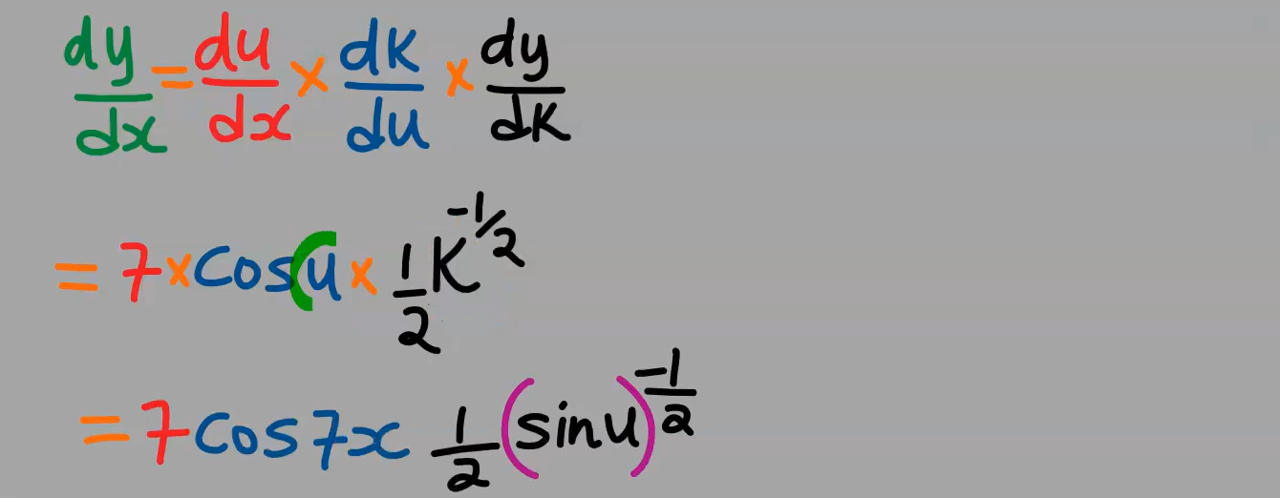 dy/dx = du/dx × dk/du × dy/dk
= 7 × cos(u × 1/2 K^-1/2
= 7 cos 7x 1/2 (sin u)^-1/2